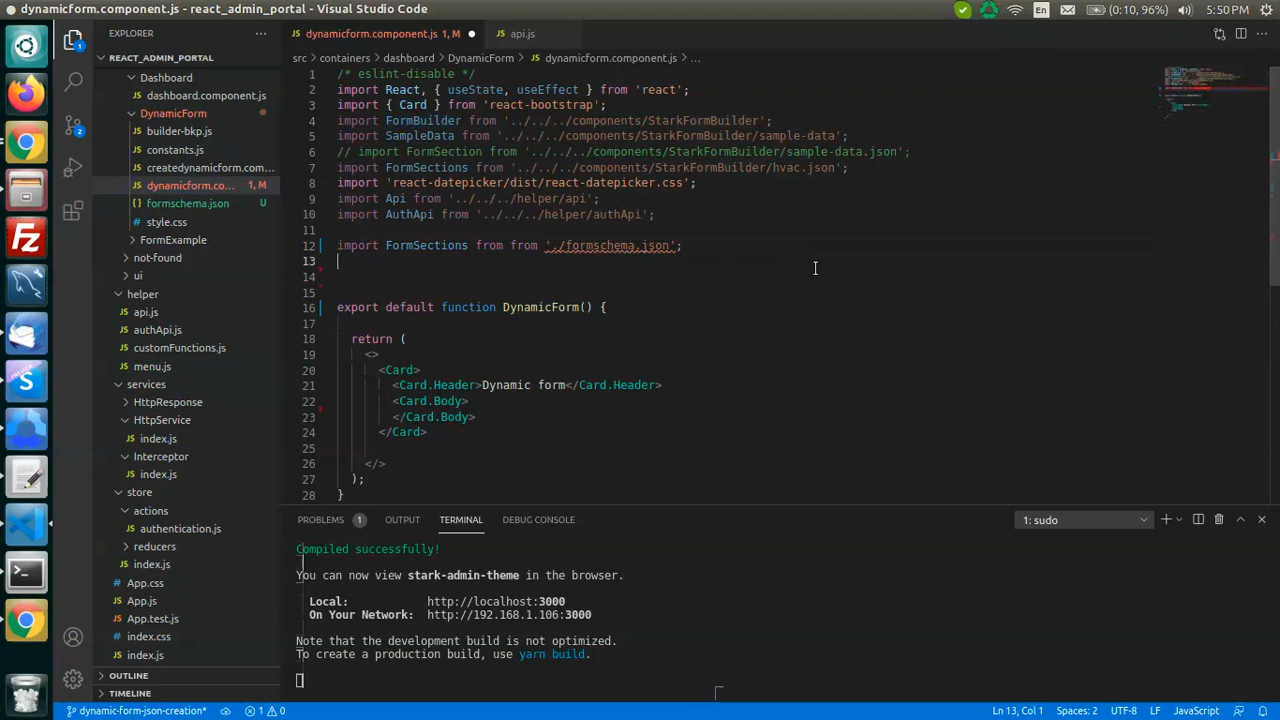 dynamicform.component.js - react_admin_portal - Visual Studio Code
En
(0:10, 96%)
5:50 PM
EXPLORER
REACT_ADMIN_PORTAL
Dashboard
dashboard.component.js
DynamicForm
builder-bkp.js
constants.js
createdynamicform.com...
dynamicform.co... 1, M
formschema.json U
style.css
FormExample
not-found
ui
helper
api.js
authApi.js
customFunctions.js
menu.js
services
HttpResponse
HttpService
index.js
Interceptor
index.js
store
actions
authentication.js
reducers
index.js
App.css
App.js
App.test.js
index.css
index.js
OUTLINE
TIMELINE
1
2
dynamicform.component.js 1, M
api.js
src > containers > dashboard > DynamicForm > dynamicform.component.js > ...
1 /* eslint-disable */
2 import React, { useState, useEffect } from 'react';
3 import { Card } from 'react-bootstrap';
4 import FormBuilder from '../../../components/StarkFormBuilder';
5 import SampleData from '../../../components/StarkFormBuilder/sample-data';
6 // import FormSection from '../../../components/StarkFormBuilder/sample-data.json';
7 import FormSections from '../../../components/StarkFormBuilder/hvac.json';
8 import 'react-datepicker/dist/react-datepicker.css';
9 import Api from '../../../helper/api';
10 import AuthApi from '../../../helper/authApi';
11
12 import FormSections from from './formschema.json';
13
14
15
16 export default function DynamicForm() {
17
18 return (
19 <>
20 <Card>
21 <Card.Header>Dynamic form</Card.Header>
22 <Card.Body>
23 </Card.Body>
24 </Card>
25
26 </>
27 );
28 }
PROBLEMS 1 OUTPUT TERMINAL DEBUG CONSOLE
1: sudo
Compiled successfully!
You can now view stark-admin-theme in the browser.
Local: http://localhost:3000
On Your Network: http://192.168.1.106:3000
Note that the development build is not optimized.
To create a production build, use yarn build.
dynamic-form-json-creation*
1 0
Ln 13, Col 1
Spaces: 2
UTF-8
LF
JavaScript